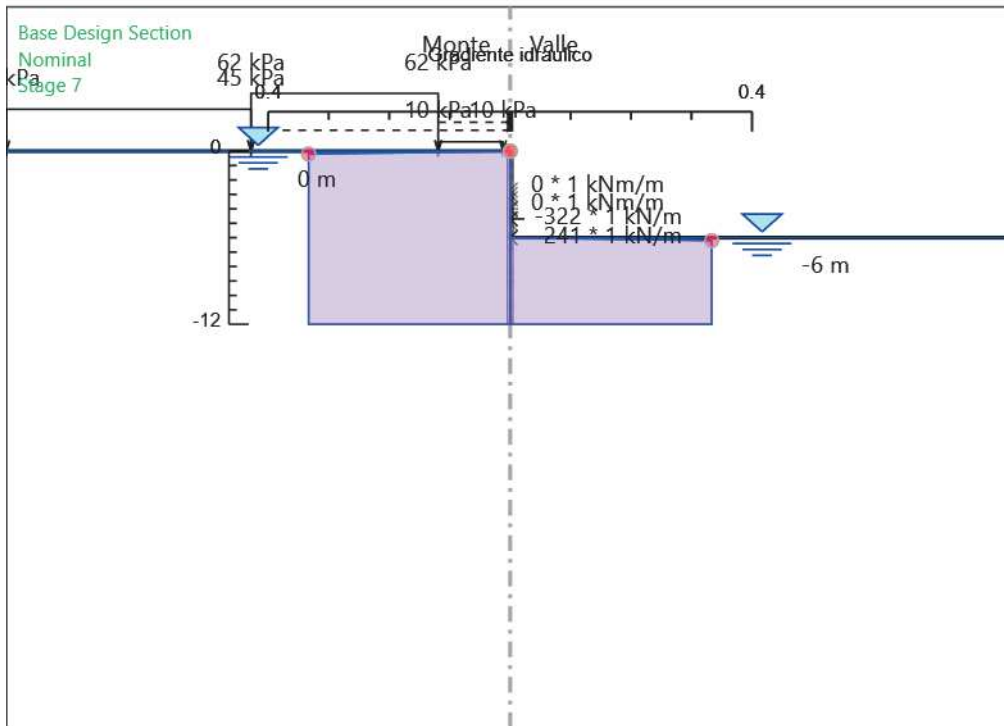 Base Design Section
Nominal
Stage 7
kPa
62 kPa
45 kPa
62 kPa
Monte
Valle
Gradiente idraulico
0.4
0.4
10 kPa
10 kPa
0
0 m
0 * 1 kNm/m
0 * 1 kNm/m
-322 * 1 kN/m
241 * 1 kN/m
-6 m
-12